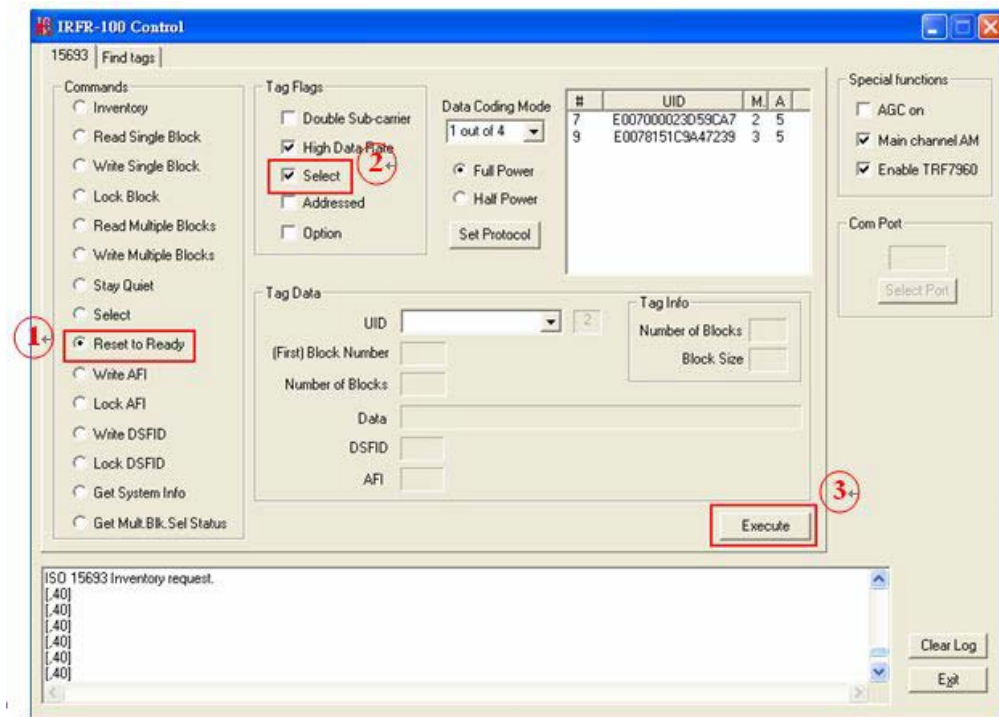 IRFR-100 Control
15693
Find tags
Commands
Inventory
Read Single Block
Write Single Block
Lock Block
Read Multiple Blocks
Write Multiple Blocks
Stay Quiet
Select
1
Reset to Ready
Write AFI
Lock AFI
Write DSFID
Lock DSFID
Get System Info
Get Mult.Blk.Sel Status
Tag Flags
Double Sub-carrier
High Data Rate
2
Select
Addressed
Option
Data Coding Mode
1 out of 4
Full Power
Half Power
Set Protocol
# UID M. A
7 E007000023D59CA7 2 5
9 E0078151C9A47239 3 5
Tag Data
UID 2
(First) Block Number
Number of Blocks
Data
DSFID
AFI
Tag Info
Number of Blocks
Block Size
3
Execute
Special functions
AGC on
Main channel AM
Enable TRF7960
Com Port
Select Port
ISO 15693 Inventory request.
[,40]
[,40]
[,40]
[,40]
[,40]
[,40]
Clear Log
Exit